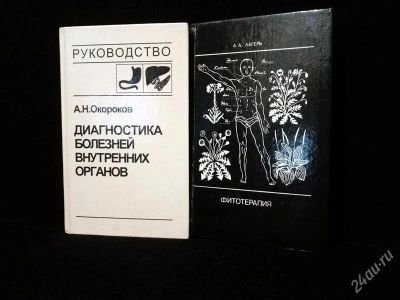 РУКОВОДСТВО
А.Н.Окороков
ДИАГНОСТИКА
БОЛЕЗНЕЙ
ВНУТРЕННИХ
ОРГАНОВ
А. А. ЛАГЕРЬ
ФИТОТЕРАПИЯ
24au.ru